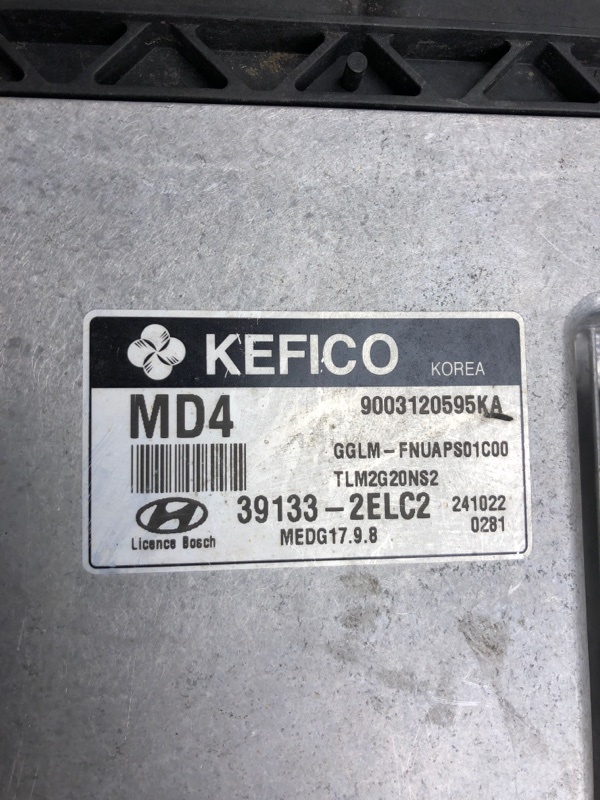 KEFICO KOREA
MD4 9003120595KA
GGLM-FNUAPS01C00
TLM2G20NS2
39133-2ELC2 241022
Licence Bosch MEDG17.9.8 0281